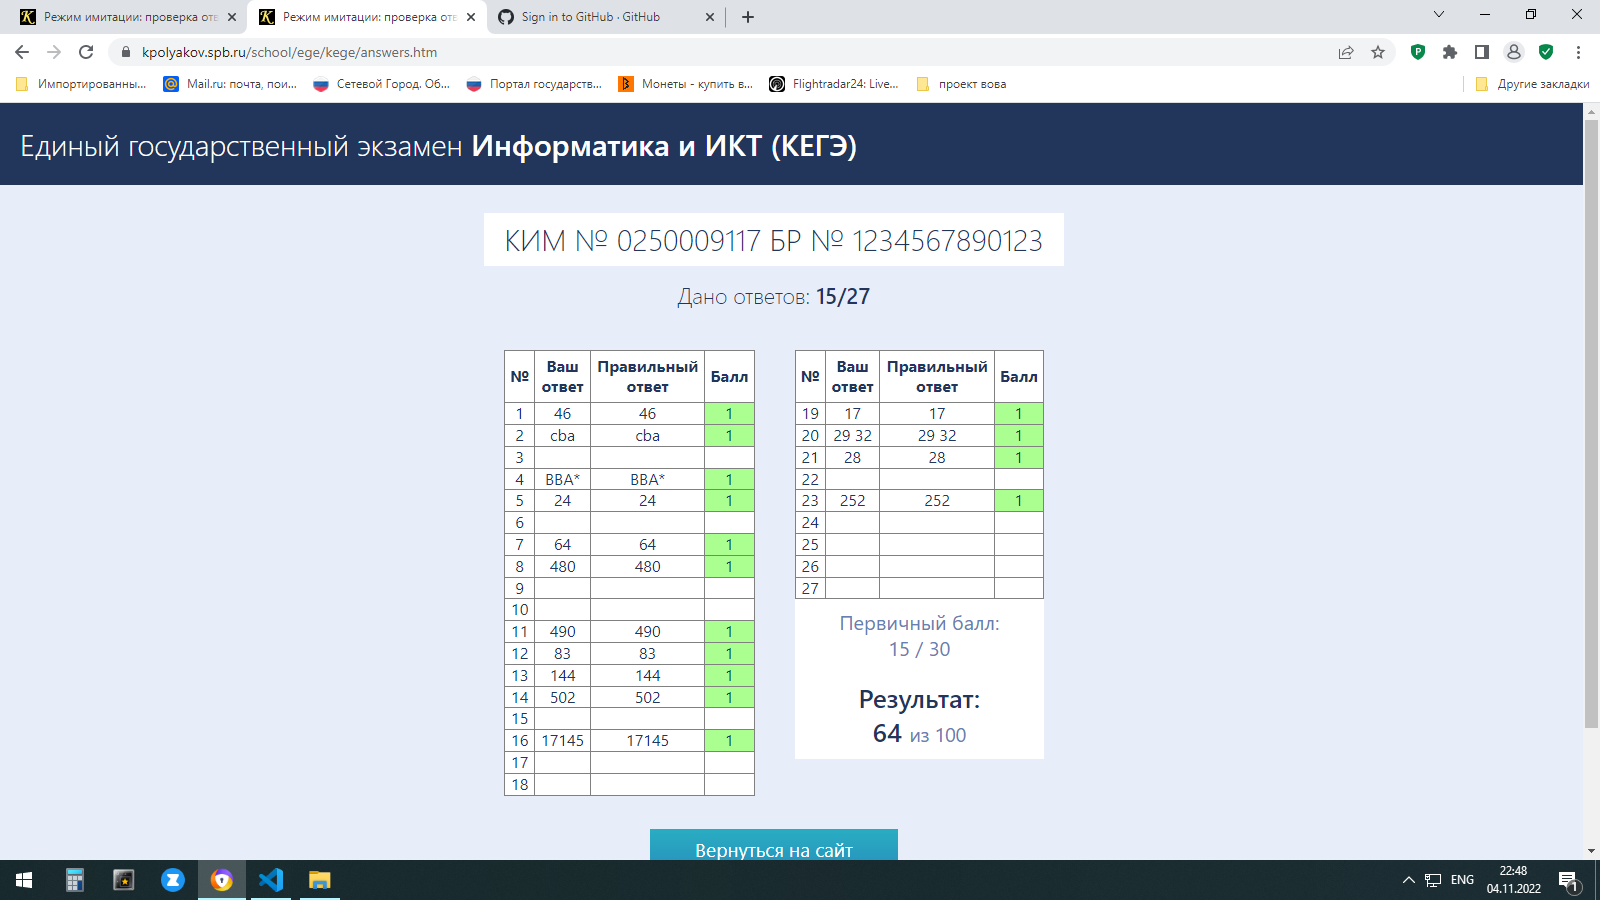 Режим имитации: проверка отв
Режим имитации: проверка отв
Sign in to GitHub · GitHub
kpolyakov.spb.ru/school/ege/kege/answers.htm
Импортированны...
Mail.ru: почта, пои...
Сетевой Город. Об...
Портал государств...
Монеты - купить в...
Flightradar24: Live...
проект вова
Другие закладки
Единый государственный экзамен Информатика и ИКТ (КЕГЭ)
КИМ № 0250009117 БР № 1234567890123
Дано ответов: 15/27
№ Ваш ответ Правильный ответ Балл
1 46 46 1
2 cba cba 1
3
4 BBA* BBA* 1
5 24 24 1
6
7 64 64 1
8 480 480 1
9
10
11 490 490 1
12 83 83 1
13 144 144 1
14 502 502 1
15
16 17145 17145 1
17
18
№ Ваш ответ Правильный ответ Балл
19 17 17 1
20 29 32 29 32 1
21 28 28 1
22
23 252 252 1
24
25
26
27
Первичный балл:
15 / 30
Результат:
64 из 100
Вернуться на сайт
ENG
22:48
04.11.2022
1